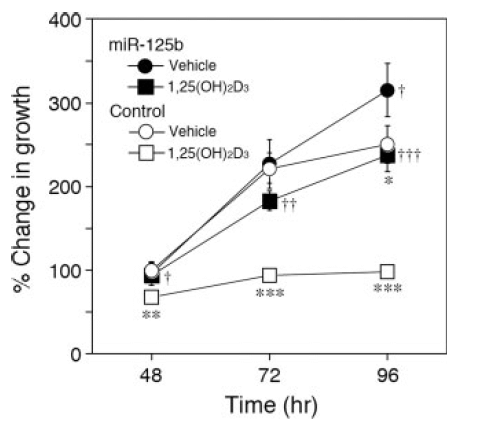 400
300
200
100
0
% Change in growth
miR-125b
Vehicle
1,25(OH)₂D₃
Control
Vehicle
1,25(OH)₂D₃
†
†††
*
††
†
**
***
***
48
72
96
Time (hr)